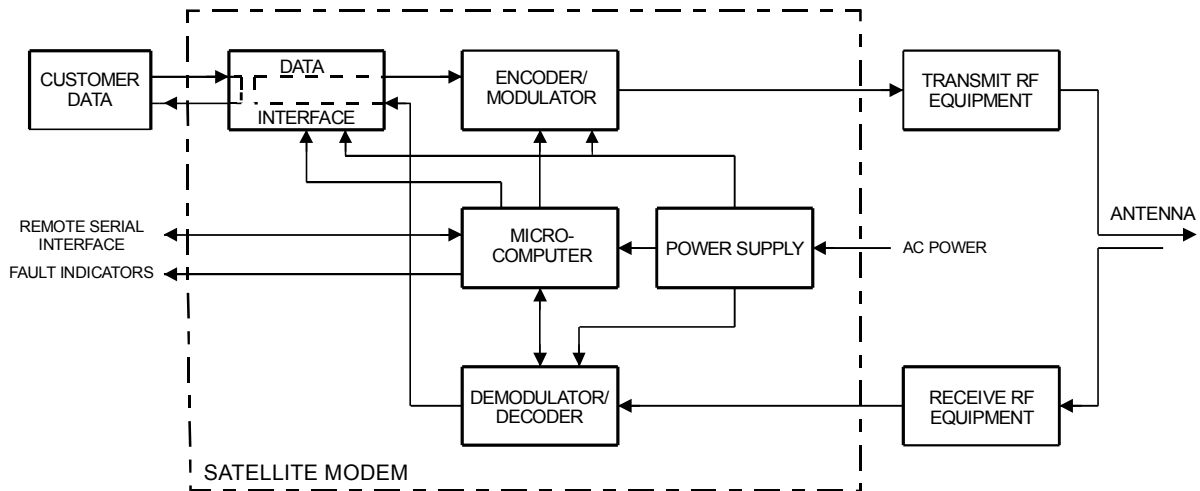 CUSTOMER
DATA
DATA
INTERFACE
ENCODER/
MODULATOR
TRANSMIT RF
EQUIPMENT
ANTENNA
REMOTE SERIAL
INTERFACE
FAULT INDICATORS
MICRO-
COMPUTER
POWER SUPPLY
AC POWER
DEMODULATOR/
DECODER
RECEIVE RF
EQUIPMENT
SATELLITE MODEM